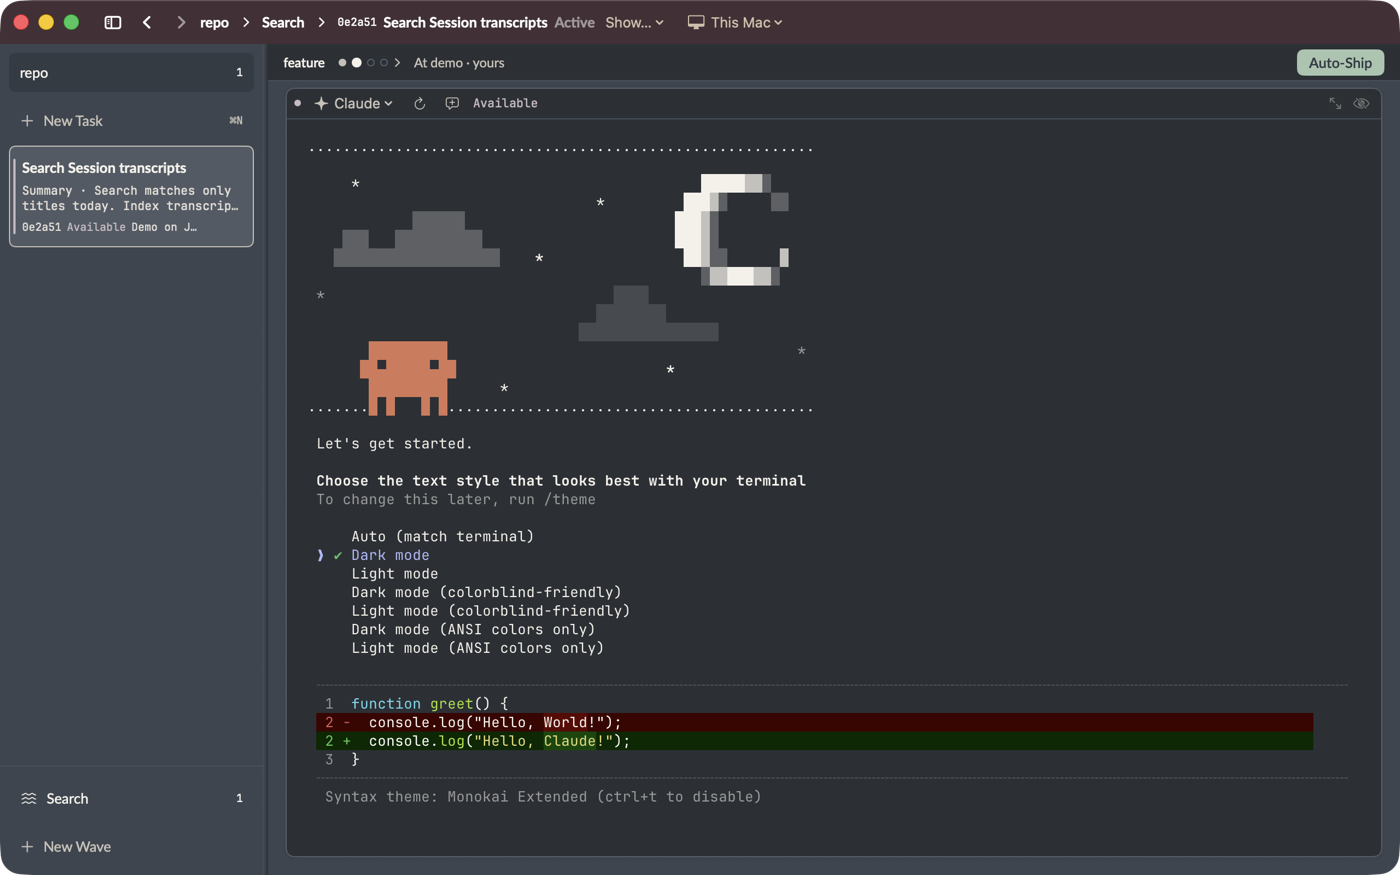 repo > Search > 0e2a51 Search Session transcripts Active Show... This Mac
repo 1
New Task ⌘N
Search Session transcripts
Summary · Search matches only
titles today. Index transcrip…
0e2a51 Available Demo on J…
Search 1
New Wave
feature At demo · yours
Auto-Ship
Claude Available
Let's get started.
Choose the text style that looks best with your terminal
To change this later, run /theme
Auto (match terminal)
❯ ✔ Dark mode
Light mode
Dark mode (colorblind-friendly)
Light mode (colorblind-friendly)
Dark mode (ANSI colors only)
Light mode (ANSI colors only)
1 function greet() {
2 - console.log("Hello, World!");
2 + console.log("Hello, Claude!");
3 }
Syntax theme: Monokai Extended (ctrl+t to disable)